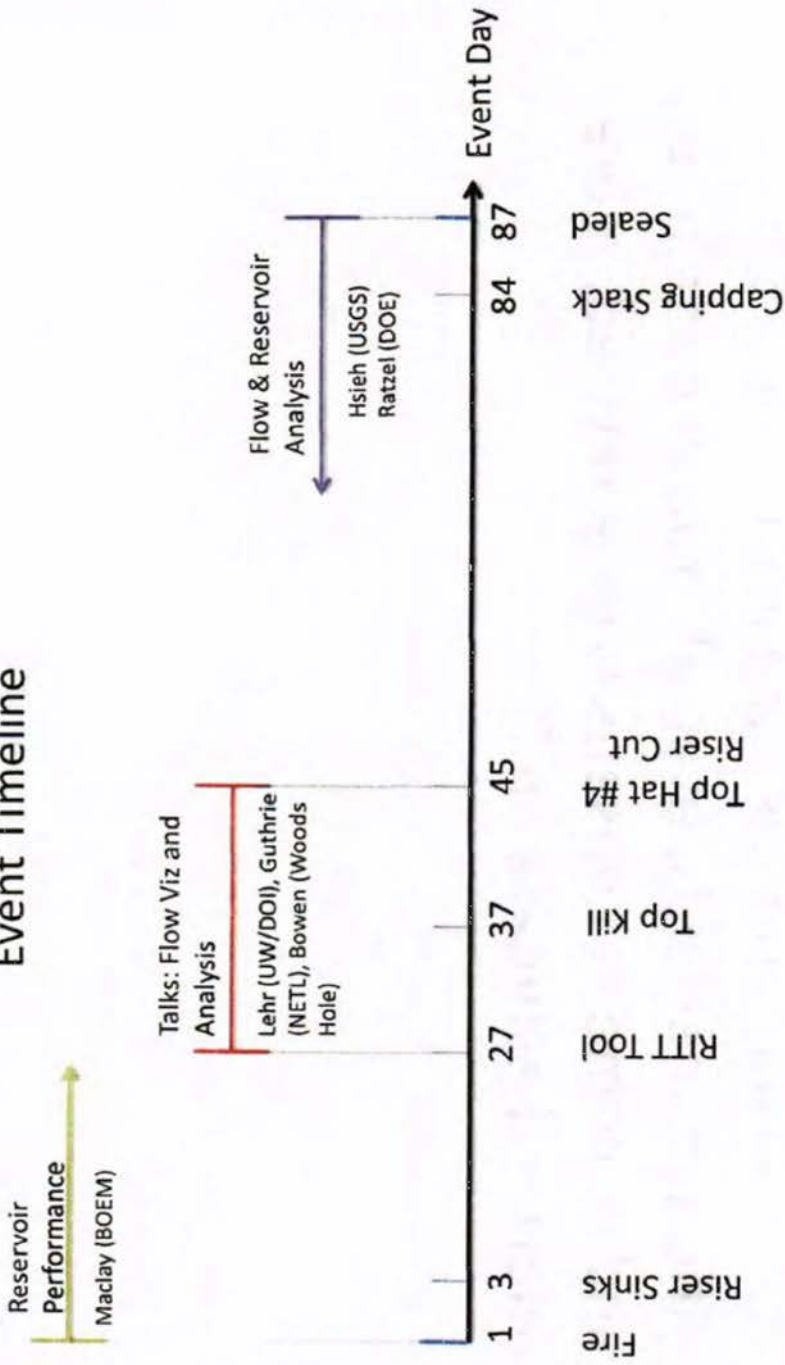 Event Timeline
Reservoir
Performance
Maclay (BOEM)
Talks: Flow Viz and
Analysis
Lehr (UW/DOI), Guthrie
(NETL), Bowen (Woods
Hole)
Flow & Reservoir
Analysis
Hsieh (USGS)
Ratzel (DOE)
1
3
27
37
45
84
87
Event Day
Fire
Riser Sinks
RITT Tool
Top Kill
Top Hat #4
Riser Cut
Capping Stack
Sealed